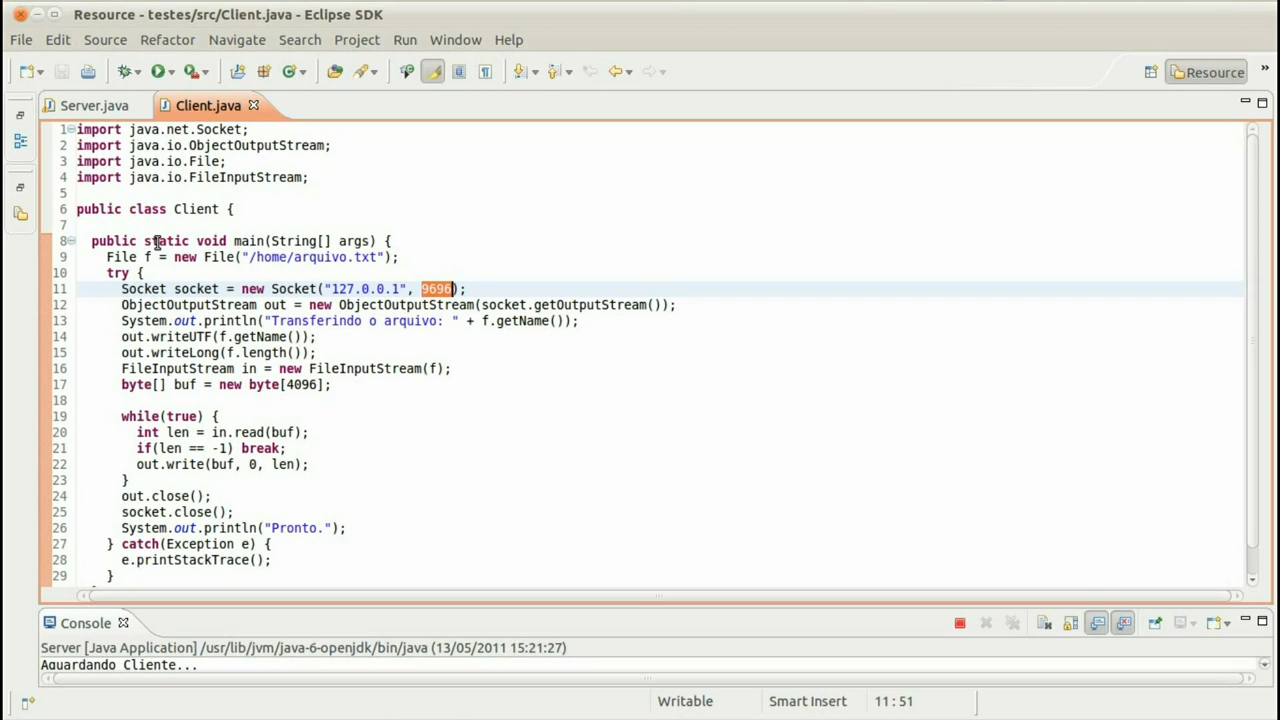 Resource - testes/src/Client.java - Eclipse SDK
File Edit Source Refactor Navigate Search Project Run Window Help
Resource
Server.java Client.java
1 import java.net.Socket;
2 import java.io.ObjectOutputStream;
3 import java.io.File;
4 import java.io.FileInputStream;
5
6 public class Client {
7
8 public static void main(String[] args) {
9 File f = new File("/home/arquivo.txt");
10 try {
11 Socket socket = new Socket("127.0.0.1", 9696);
12 ObjectOutputStream out = new ObjectOutputStream(socket.getOutputStream());
13 System.out.println("Transferindo o arquivo: " + f.getName());
14 out.writeUTF(f.getName());
15 out.writeLong(f.length());
16 FileInputStream in = new FileInputStream(f);
17 byte[] buf = new byte[4096];
18
19 while(true) {
20 int len = in.read(buf);
21 if(len == -1) break;
22 out.write(buf, 0, len);
23 }
24 out.close();
25 socket.close();
26 System.out.println("Pronto.");
27 } catch(Exception e) {
28 e.printStackTrace();
29 }
Console
Server [Java Application] /usr/lib/jvm/java-6-openjdk/bin/java (13/05/2011 15:21:27)
Aguardando Cliente...
Writable Smart Insert 11 : 51